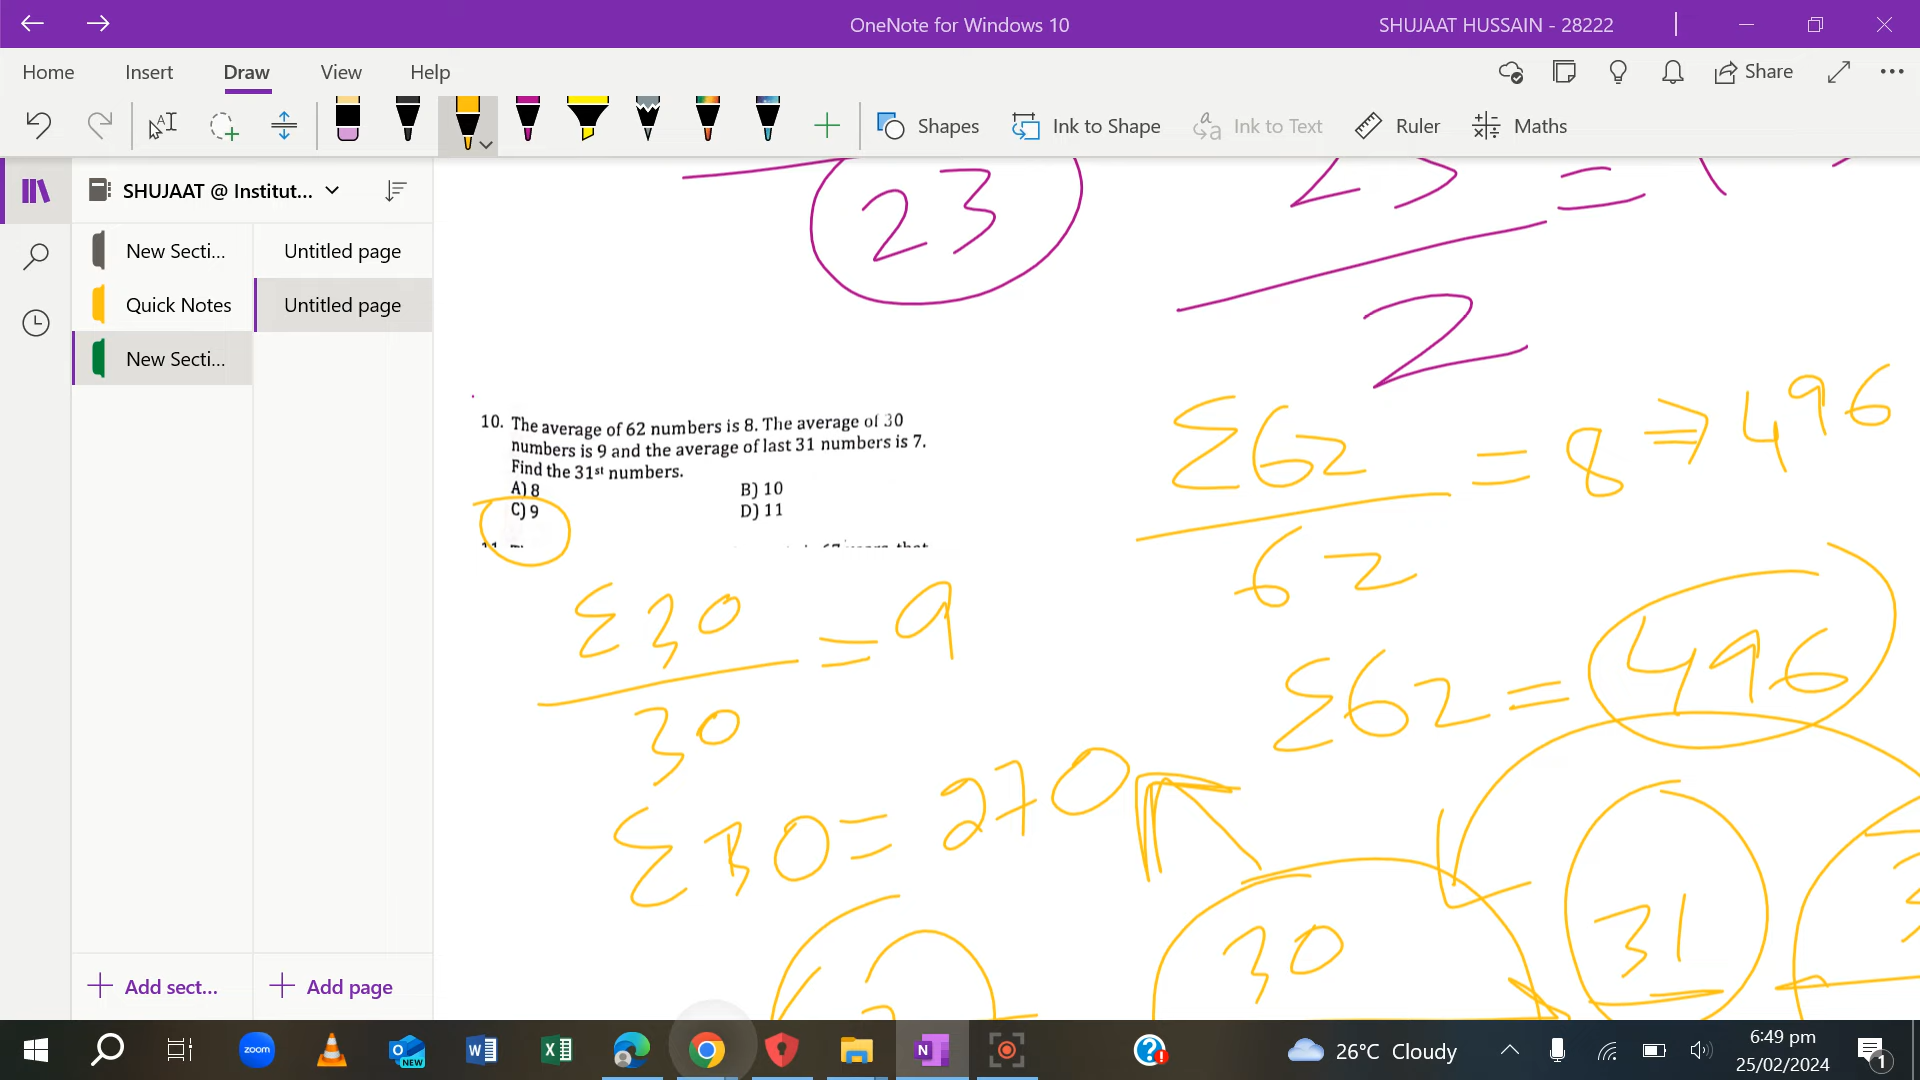 OneNote for Windows 10
SHUJAAT HUSSAIN - 28222
Home Insert Draw View Help
Share
Shapes Ink to Shape Ink to Text Ruler Maths
SHUJAAT @ Institut...
New Secti...
Quick Notes
New Secti...
Untitled page
Untitled page
23
2
10. The average of 62 numbers is 8. The average of 30
numbers is 9 and the average of last 31 numbers is 7.
Find the 31st numbers.
A) 8 B) 10
C) 9 D) 11
Σ62 = 8 ⇒ 496
62
Σ30 = 9
30
Σ62 = 496
Σ30 = 270
30
31
Add sect...
Add page
zoom
NEW
26°C Cloudy
6:49 pm
25/02/2024
1